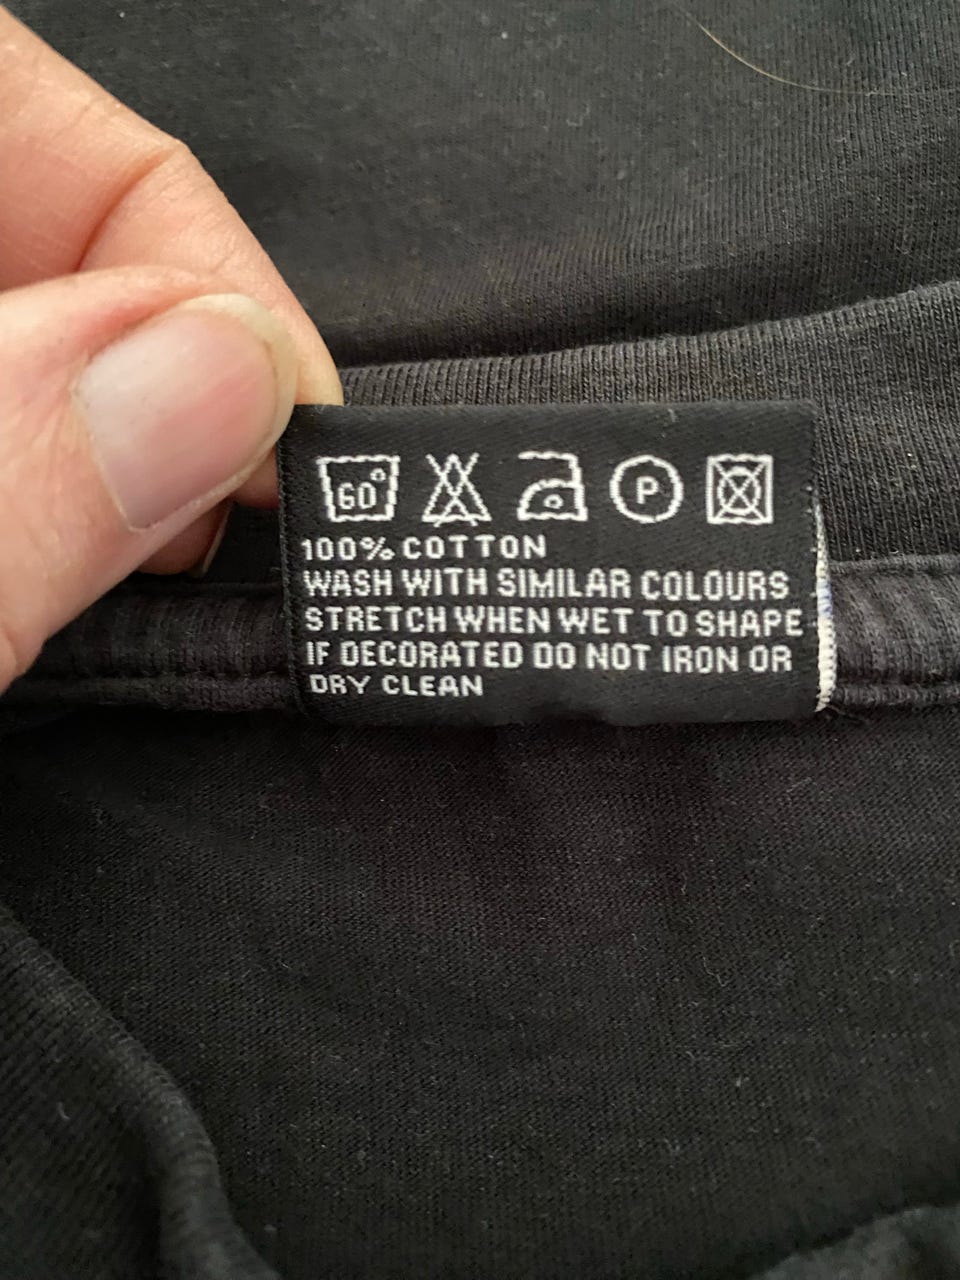 60°
P
100% COTTON
WASH WITH SIMILAR COLOURS
STRETCH WHEN WET TO SHAPE
IF DECORATED DO NOT IRON OR
DRY CLEAN